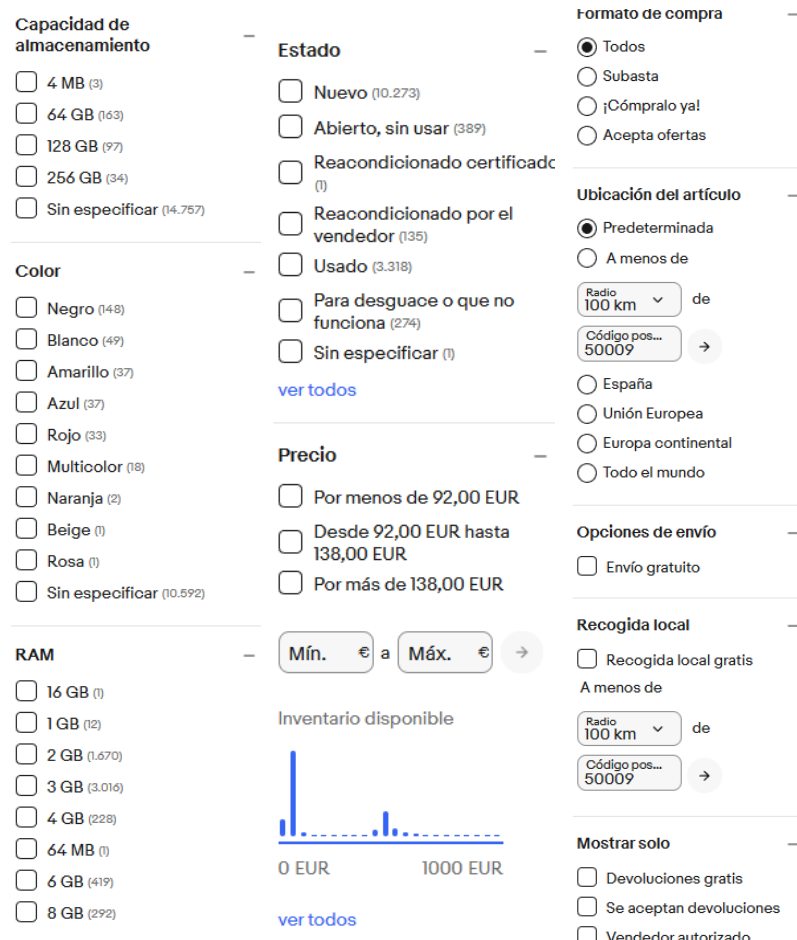 Capacidad de
almacenamiento
4 MB (3)
64 GB (163)
128 GB (97)
256 GB (34)
Sin especificar (14.757)
Color
Negro (148)
Blanco (49)
Amarillo (37)
Azul (37)
Rojo (33)
Multicolor (18)
Naranja (2)
Beige (1)
Rosa (1)
Sin especificar (10.592)
RAM
16 GB (1)
1 GB (12)
2 GB (1.670)
3 GB (3.016)
4 GB (228)
64 MB (1)
6 GB (419)
8 GB (292)
Estado
Nuevo (10.273)
Abierto, sin usar (389)
Reacondicionado certificado
(1)
Reacondicionado por el
vendedor (135)
Usado (3.318)
Para desguace o que no
funciona (274)
Sin especificar (1)
ver todos
Precio
Por menos de 92,00 EUR
Desde 92,00 EUR hasta
138,00 EUR
Por más de 138,00 EUR
Mín. € a Máx. €
Inventario disponible
0 EUR 1000 EUR
ver todos
Formato de compra
Todos
Subasta
¡Cómpralo ya!
Acepta ofertas
Ubicación del artículo
Predeterminada
A menos de
Radio
100 km de
Código pos...
50009
España
Unión Europea
Europa continental
Todo el mundo
Opciones de envío
Envío gratuito
Recogida local
Recogida local gratis
A menos de
Radio
100 km de
Código pos...
50009
Mostrar solo
Devoluciones gratis
Se aceptan devoluciones
Vendedor autorizado